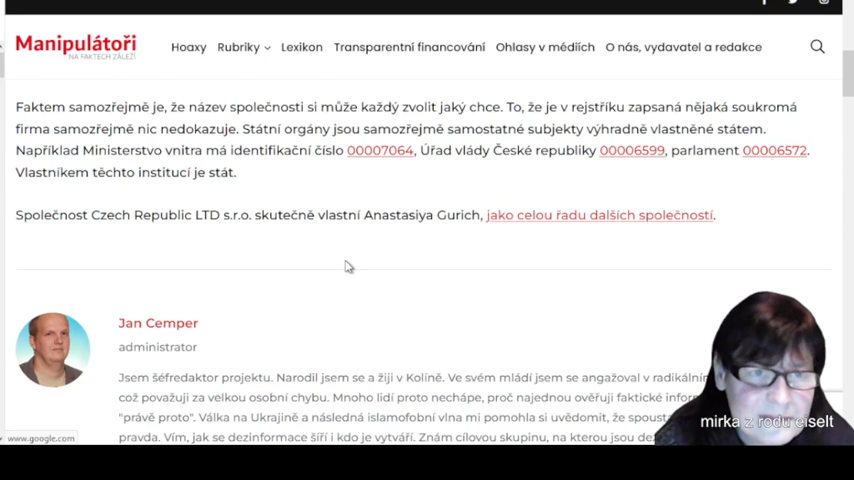 Manipulátoři
NA FAKTECH ZÁLEŽÍ
Hoaxy Rubriky Lexikon Transparentní financování Ohlasy v médiích O nás, vydavatel a redakce
Faktem samozřejmě je, že název společnosti si může každý zvolit jaký chce. To, že je v rejstříku zapsaná nějaká soukromá
firma samozřejmě nic nedokazuje. Státní orgány jsou samozřejmě samostatné subjekty výhradně vlastněné státem.
Například Ministerstvo vnitra má identifikační číslo 00007064, Úřad vlády České republiky 00006599, parlament 00006572.
Vlastníkem těchto institucí je stát.
Společnost Czech Republic LTD s.r.o. skutečně vlastní Anastasiya Gurich, jako celou řadu dalších společností.
Jan Cemper
administrator
Jsem šéfredaktor projektu. Narodil jsem se a žiji v Kolíně. Ve svém mládí jsem se angažoval v radikální
což považuji za velkou osobní chybu. Mnoho lidí proto nechápe, proč najednou ověřuji faktické infor
"právě proto". Válka na Ukrajině a následná islamofobní vlna mi pomohla si uvědomit, že spousta
pravda. Vím, jak se dezinformace šíří i kdo je vytváří. Znám cílovou skupinu, na kterou jsou dez
www.google.com
mirka z rodu eiselt